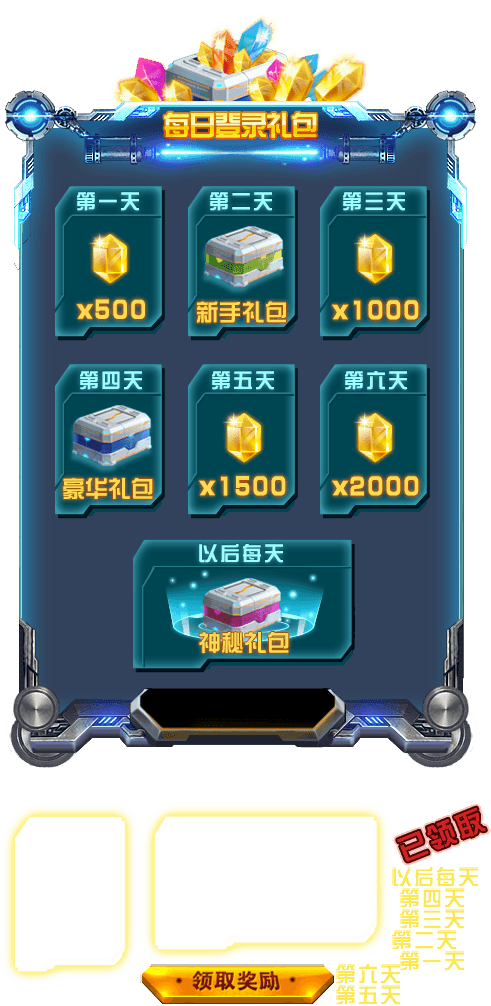 每日登录礼包
第一天
x500
第二天
新手礼包
第三天
x1000
第四天
豪华礼包
第五天
x1500
第六天
x2000
以后每天
神秘礼包
已领取
以后每天
第四天
第三天
第二天
第一天
领取奖励
第六天
第五天